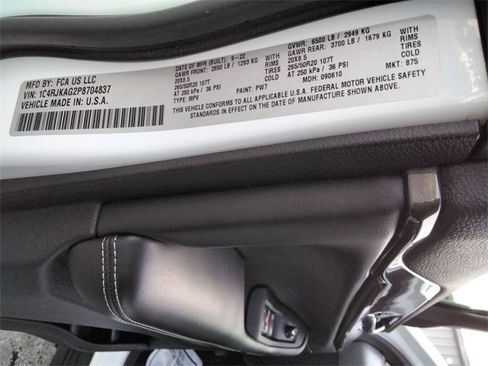 MFD BY: FCA US LLC
VIN: 1C4RJKAG2P8704837
VEHICLE MADE IN: U.S.A.
DATE OF MFR (BUILT): 9-22
GAWR FRONT: 2850 LB / 1293 KG
WITH
TIRES
RIMS
265/50R20 107T
20X8.5
AT 250 kPa / 36 PSI
COLD
TYPE: MPV
PAINT: PW7
MDH: 090610
GVWR: 6500 LB / 2949 KG
GAWR REAR: 3700 LB / 1679 KG
WITH
TIRES
RIMS
265/50R20 107T
20X8.5
AT 250 kPa / 36 PSI
COLD
MKT: B75
THIS VEHICLE CONFORMS TO ALL APPLICABLE U.S.A. FEDERAL MOTOR VEHICLE SAFETY
STANDARDS IN EFFECT ON THE DATE OF MANUFACTURE SHOWN ABOVE.